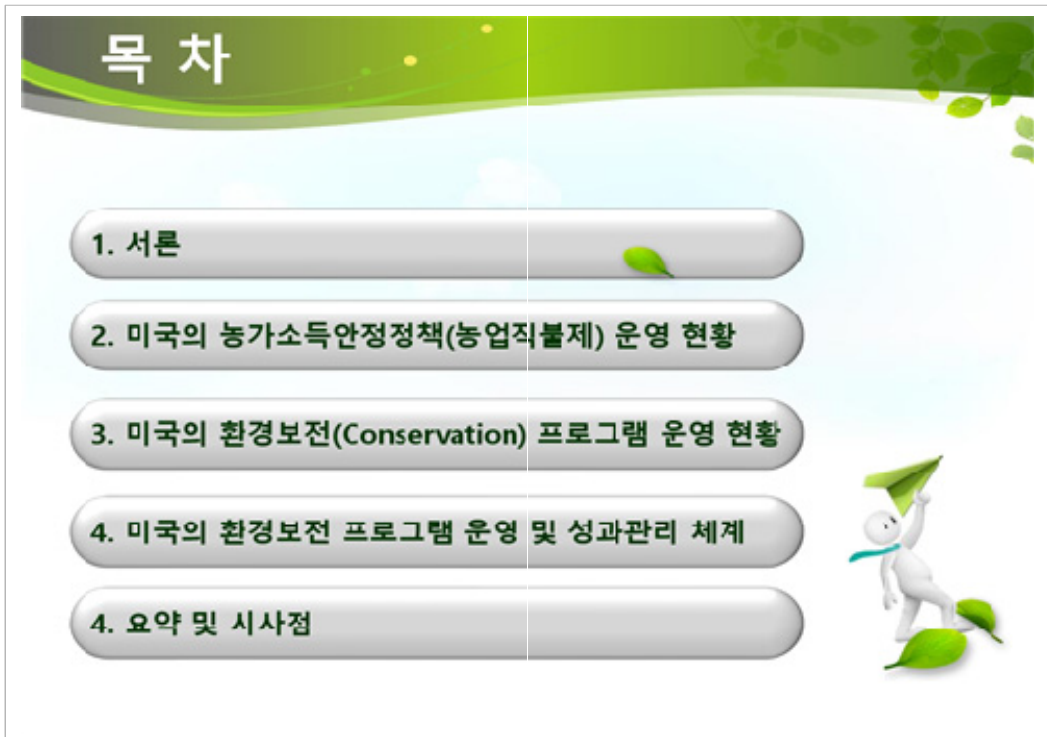 목 차
1. 서론
2. 미국의 농가소득안정정책(농업직불제) 운영 현황
3. 미국의 환경보전(Conservation) 프로그램 운영 현황
4. 미국의 환경보전 프로그램 운영 및 성과관리 체계
4. 요약 및 시사점